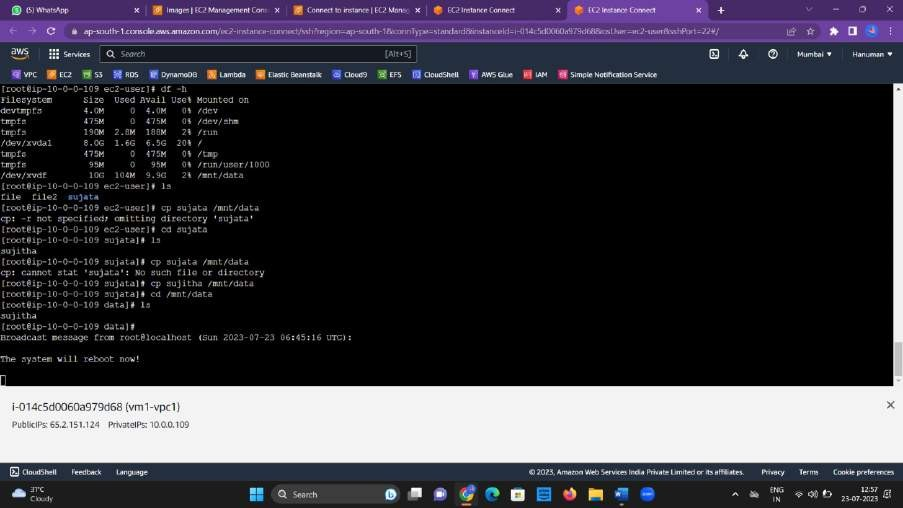 (5) WhatsApp
Images | EC2 Management Con
Connect to instance | EC2 Manag
EC2 Instance Connect
EC2 Instance Connect
ap-south-1.console.aws.amazon.com/ec2-instance-connect/ssh?region=ap-south-1&connType=standard&instanceId=i-014c5d0060a979d68&osUser=ec2-user&sshPort=22#/
aws Services Search [Alt+S] Mumbai Hanuman
VPC EC2 S3 RDS DynamoDB Lambda Elastic Beanstalk Cloud9 EFS CloudShell AWS Glue IAM Simple Notification Service
[root@ip-10-0-0-109 ec2-user]# df -h
Filesystem Size Used Avail Use% Mounted on
devtmpfs 4.0M 0 4.0M 0% /dev
tmpfs 475M 0 475M 0% /dev/shm
tmpfs 190M 2.8M 188M 2% /run
/dev/xvda1 8.0G 1.6G 6.5G 20% /
tmpfs 475M 0 475M 0% /tmp
tmpfs 95M 0 95M 0% /run/user/1000
/dev/xvdf 10G 104M 9.9G 2% /mnt/data
[root@ip-10-0-0-109 ec2-user]# ls
file file2 sujata
[root@ip-10-0-0-109 ec2-user]# cp sujata /mnt/data
cp: -r not specified; omitting directory 'sujata'
[root@ip-10-0-0-109 ec2-user]# cd sujata
[root@ip-10-0-0-109 sujata]# ls
sujitha
[root@ip-10-0-0-109 sujata]# cp sujata /mnt/data
cp: cannot stat 'sujata': No such file or directory
[root@ip-10-0-0-109 sujata]# cp sujitha /mnt/data
[root@ip-10-0-0-109 sujata]# cd /mnt/data
[root@ip-10-0-0-109 data]# ls
sujitha
[root@ip-10-0-0-109 data]#
Broadcast message from root@localhost (Sun 2023-07-23 06:45:16 UTC):
The system will reboot now!
i-014c5d0060a979d68 (vm1-vpc1)
PublicIPs: 65.2.151.124 PrivateIPs: 10.0.0.109
CloudShell Feedback Language © 2023, Amazon Web Services India Private Limited or its affiliates. Privacy Terms Cookie preferences
31°C
Cloudy
Search
ENG
IN
12:57
23-07-2023